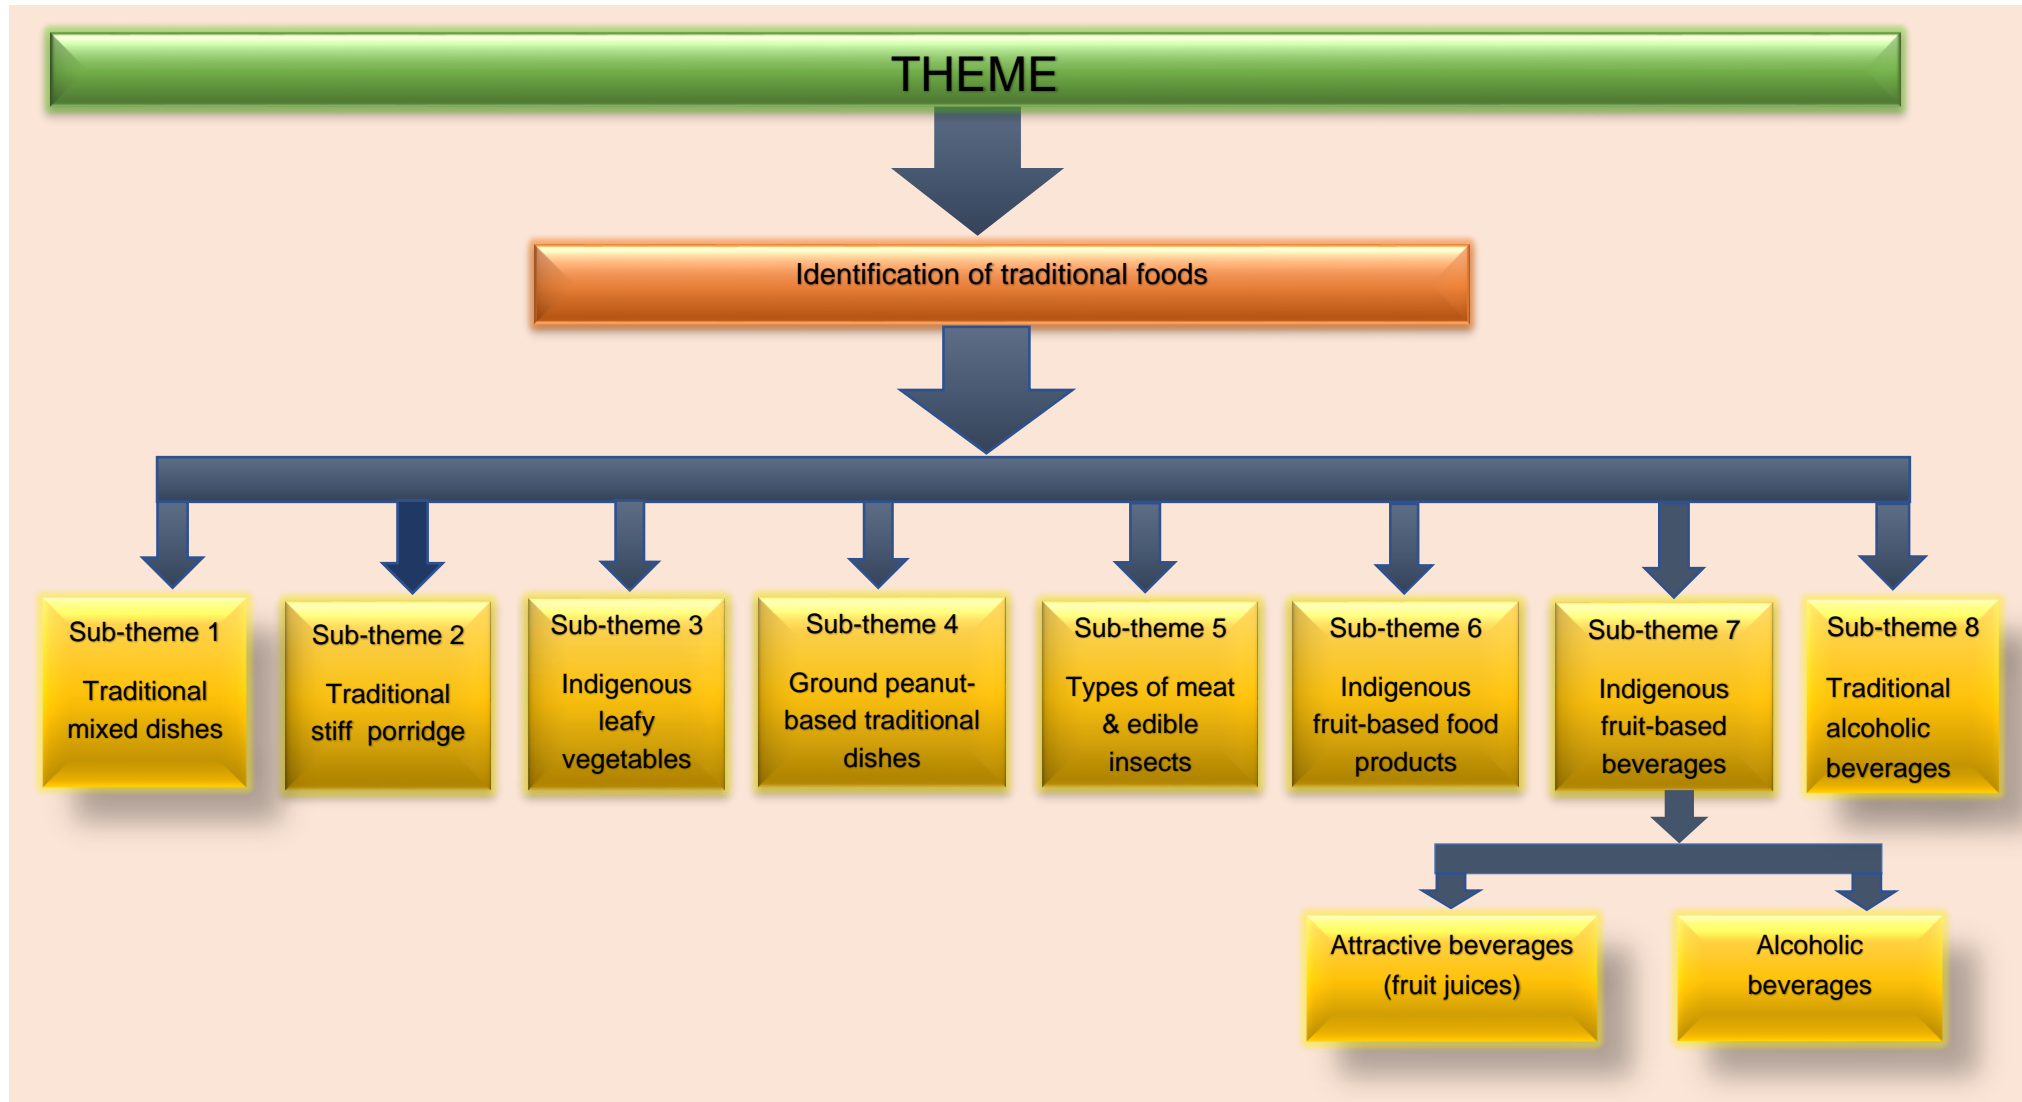 THEME
Identification of traditional foods
Sub-theme 1
Traditional
mixed dishes
Sub-theme 2
Traditional
stiff porridge
Sub-theme 3
Indigenous
leafy
vegetables
Sub-theme 4
Ground peanut-
based traditional
dishes
Sub-theme 5
Types of meat
& edible
insects
Sub-theme 6
Indigenous
fruit-based food
products
Sub-theme 7
Indigenous
fruit-based
beverages
Sub-theme 8
Traditional
alcoholic
beverages
Attractive beverages
(fruit juices)
Alcoholic
beverages